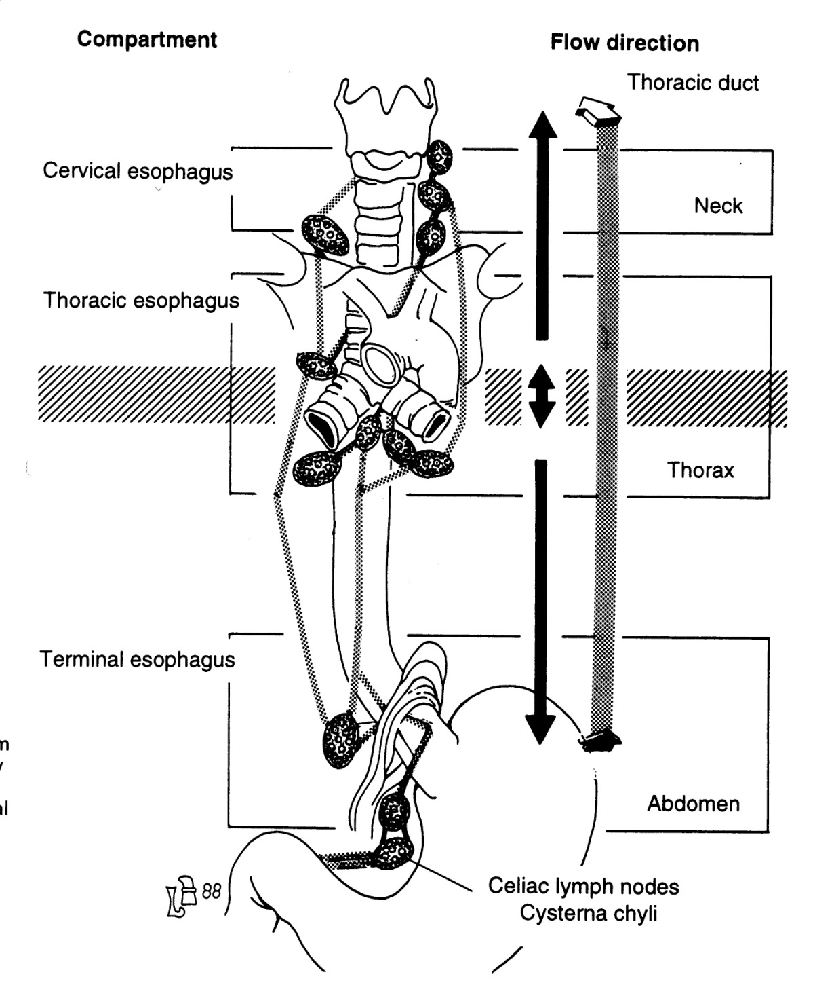 Compartment
Flow direction
Thoracic duct
Cervical esophagus
Neck
Thoracic esophagus
Thorax
Terminal esophagus
m
y
al
Abdomen
Celiac lymph nodes
Cysterna chyli
88